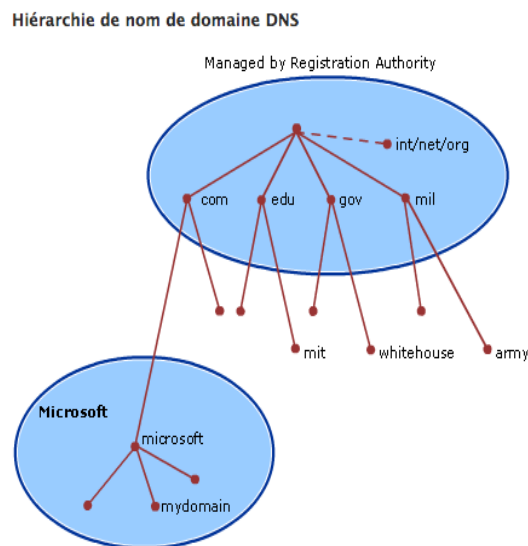 Hiérarchie de nom de domaine DNS
Managed by Registration Authority
int/net/org
com edu gov mil
mit whitehouse army
Microsoft
microsoft
mydomain